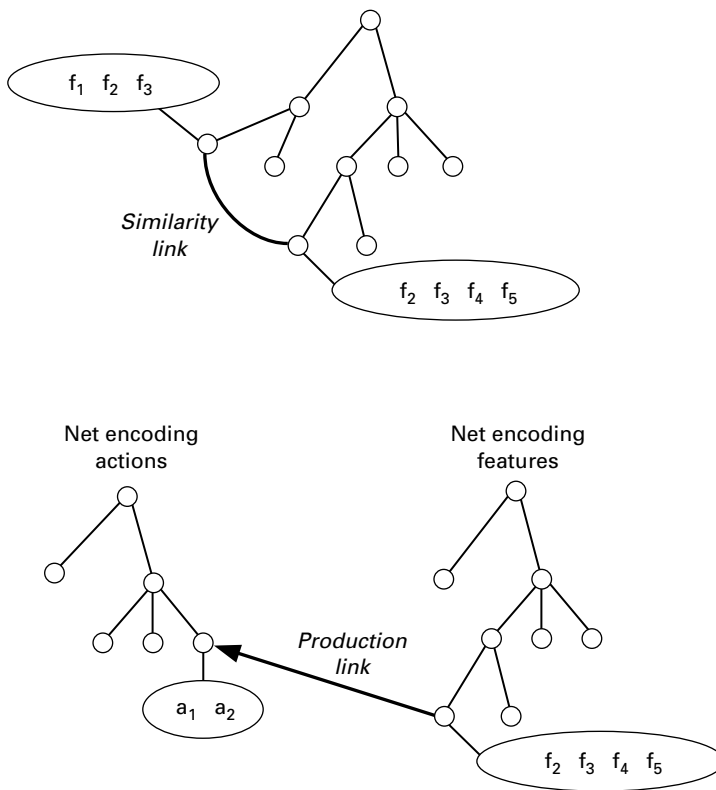 f₁ f₂ f₃
Similarity
link
f₂ f₃ f₄ f₅
Net encoding
actions
Net encoding
features
Production
link
a₁ a₂
f₂ f₃ f₄ f₅